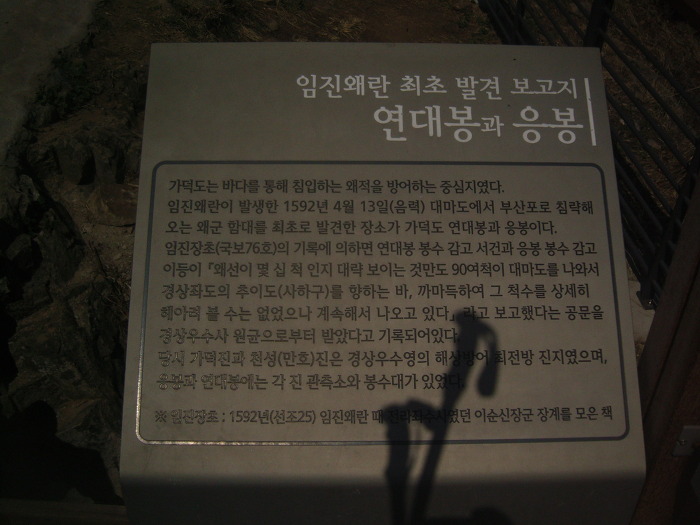 임진왜란 최초 발견 보고지
연대봉과 응봉
가덕도는 바다를 통해 침입하는 왜적을 방어하는 중심지였다.
임진왜란이 발생한 1592년 4월 13일(음력) 대마도에서 부산포로 침략해
오는 왜군 함대를 최초로 발견한 장소가 가덕도 연대봉과 응봉이다.
임진장초(국보76호)의 기록에 의하면 연대봉 봉수 감고 서건과 응봉 봉수 감고
이등이 『왜선이 몇 십 척 인지 대략 보이는 것만도 90여척이 대마도를 나와서
경상좌도의 추이도(사하구)를 향하는 바, 까마득하여 그 척수를 상세히
헤아려 볼 수는 없었으나 계속해서 나오고 있다』 라고 보고했다는 공문을
경상우수사 원균으로부터 받았다고 기록되어있다.
당시 가덕진과 천성(만호)진은 경상우수영의 해상방어 최전방 진지였으며,
응봉과 연대봉에는 각 진 관측소와 봉수대가 있었다.
※ 임진장초 : 1592년(선조25) 임진왜란 때 전라좌수사였던 이순신장군 장계를 모은 책